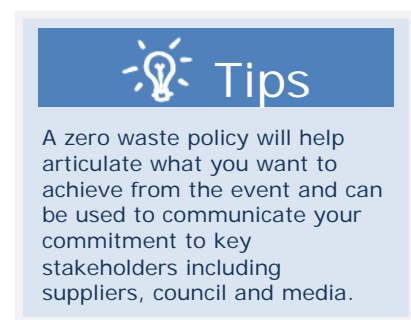 Tips
A zero waste policy will help
articulate what you want to
achieve from the event and can
be used to communicate your
commitment to key
stakeholders including
suppliers, council and media.